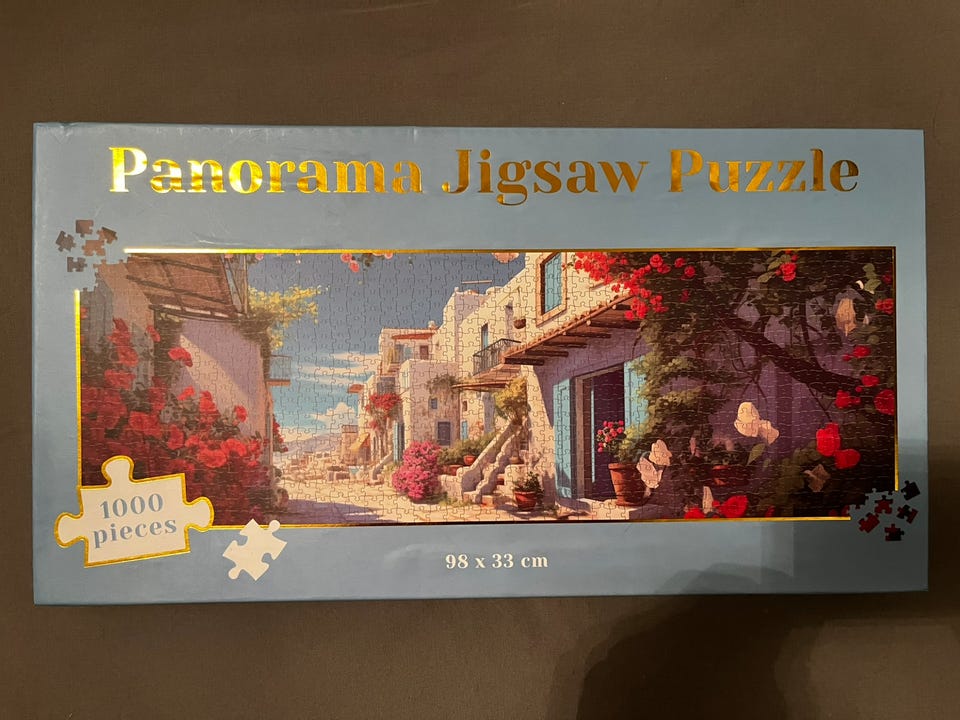 Panorama Jigsaw Puzzle
1000
pieces
98 x 33 cm